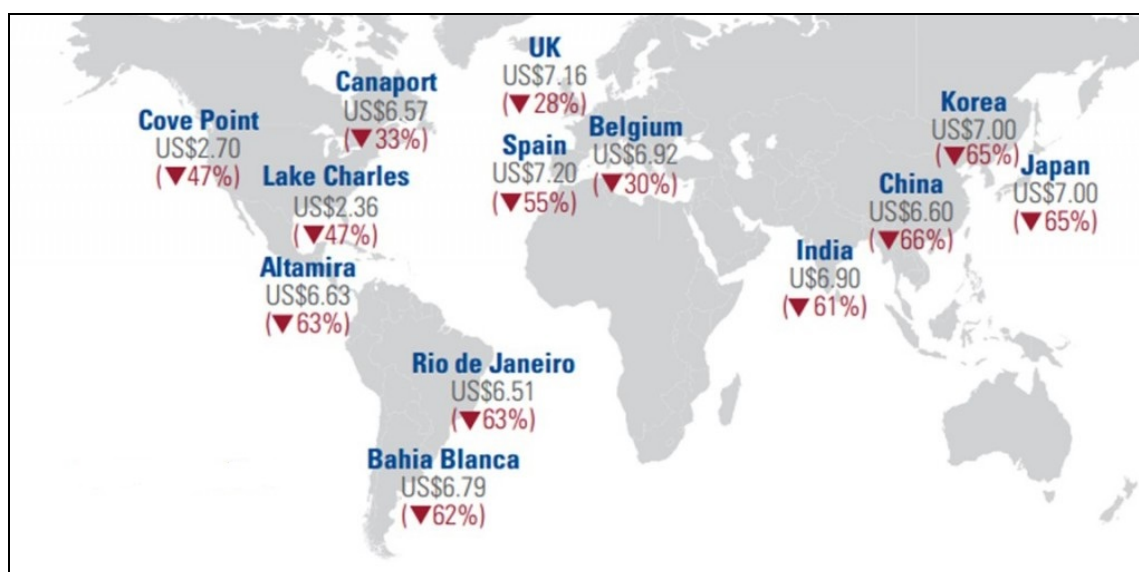 UK
US$7.16
(▼28%)
Canaport
US$6.57
(▼33%)
Cove Point
US$2.70
(▼47%)
Belgium
US$6.92
(▼30%)
Spain
US$7.20
(▼55%)
Korea
US$7.00
(▼65%)
Japan
US$7.00
(▼65%)
Lake Charles
US$2.36
(▼47%)
China
US$6.60
(▼66%)
India
U$6.90
(▼61%)
Altamira
US$6.63
(▼63%)
Rio de Janeiro
US$6.51
(▼63%)
Bahia Blanca
US$6.79
(▼62%)